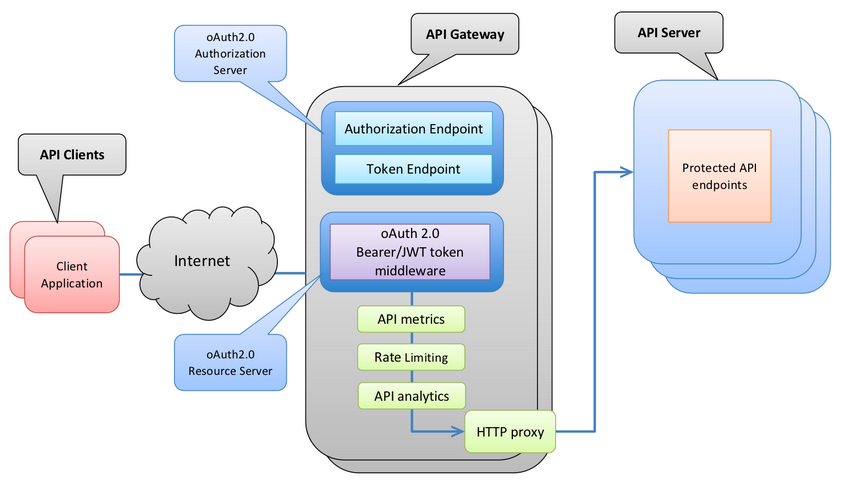 oAuth2.0
Authorization
Server
API Gateway
API Server
Authorization Endpoint
Token Endpoint
API Clients
Protected API
endpoints
oAuth 2.0
Bearer/JWT token
middleware
Internet
Client
Application
API metrics
oAuth2.0
Resource Server
Rate Limiting
API analytics
HTTP proxy